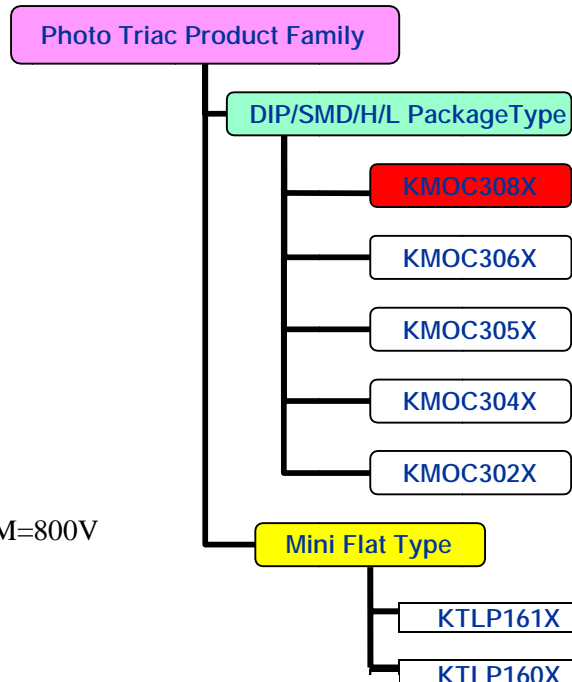 Photo Triac Product Family
DIP/SMD/H/L PackageType
KMOC308X
KMOC306X
KMOC305X
KMOC304X
KMOC302X
M=800V
Mini Flat Type
KTLP161X
KTLP160X